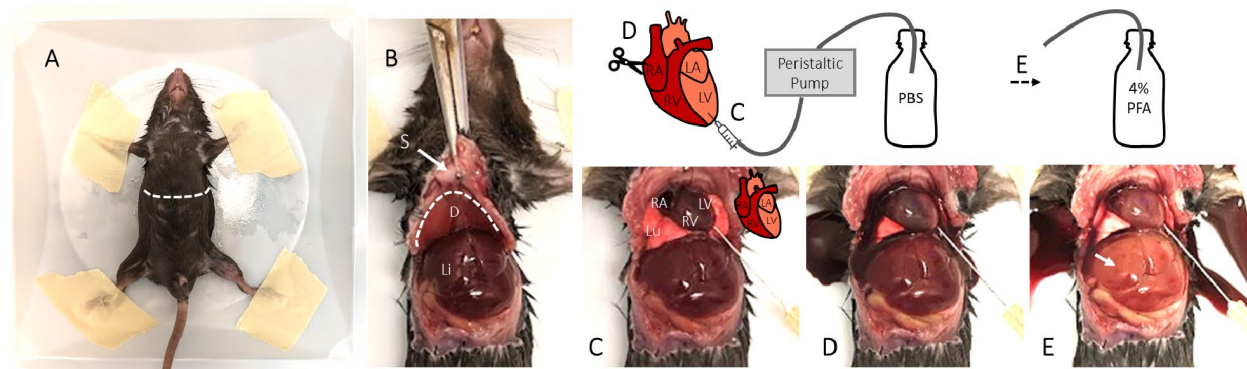 A
B
S
D
Li
D
RA
LA
RV
LV
C
Peristaltic
Pump
PBS
E
4%
PFA
RA
LV
RV
Lu
LA
LV
C
D
E